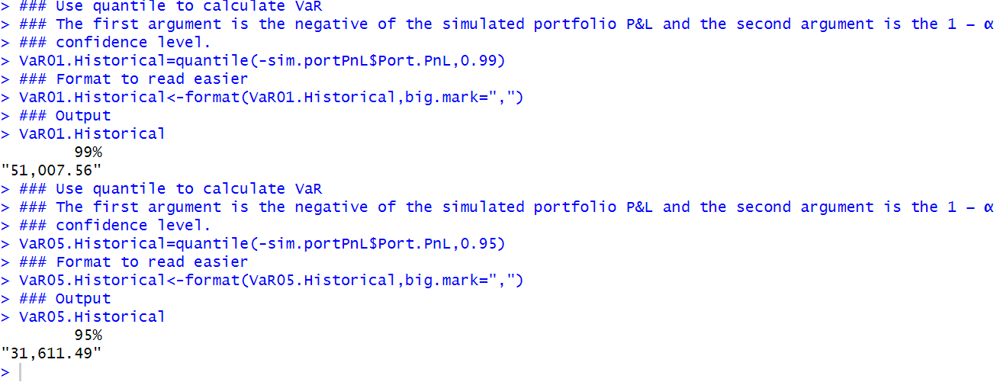 > ### Use quantile to calculate VaR
> ### The first argument is the negative of the simulated portfolio P&L and the second argument is the 1 – α
> ### confidence level.
> VaR01.Historical=quantile(-sim.portPnL$Port.PnL,0.99)
> ### Format to read easier
> VaR01.Historical<-format(VaR01.Historical,big.mark=",")
> ### Output
> VaR01.Historical
99%
"51,007.56"
> ### Use quantile to calculate VaR
> ### The first argument is the negative of the simulated portfolio P&L and the second argument is the 1 – α
> ### confidence level.
> VaR05.Historical=quantile(-sim.portPnL$Port.PnL,0.95)
> ### Format to read easier
> VaR05.Historical<-format(VaR05.Historical,big.mark=",")
> ### Output
> VaR05.Historical
95%
"31,611.49"
>